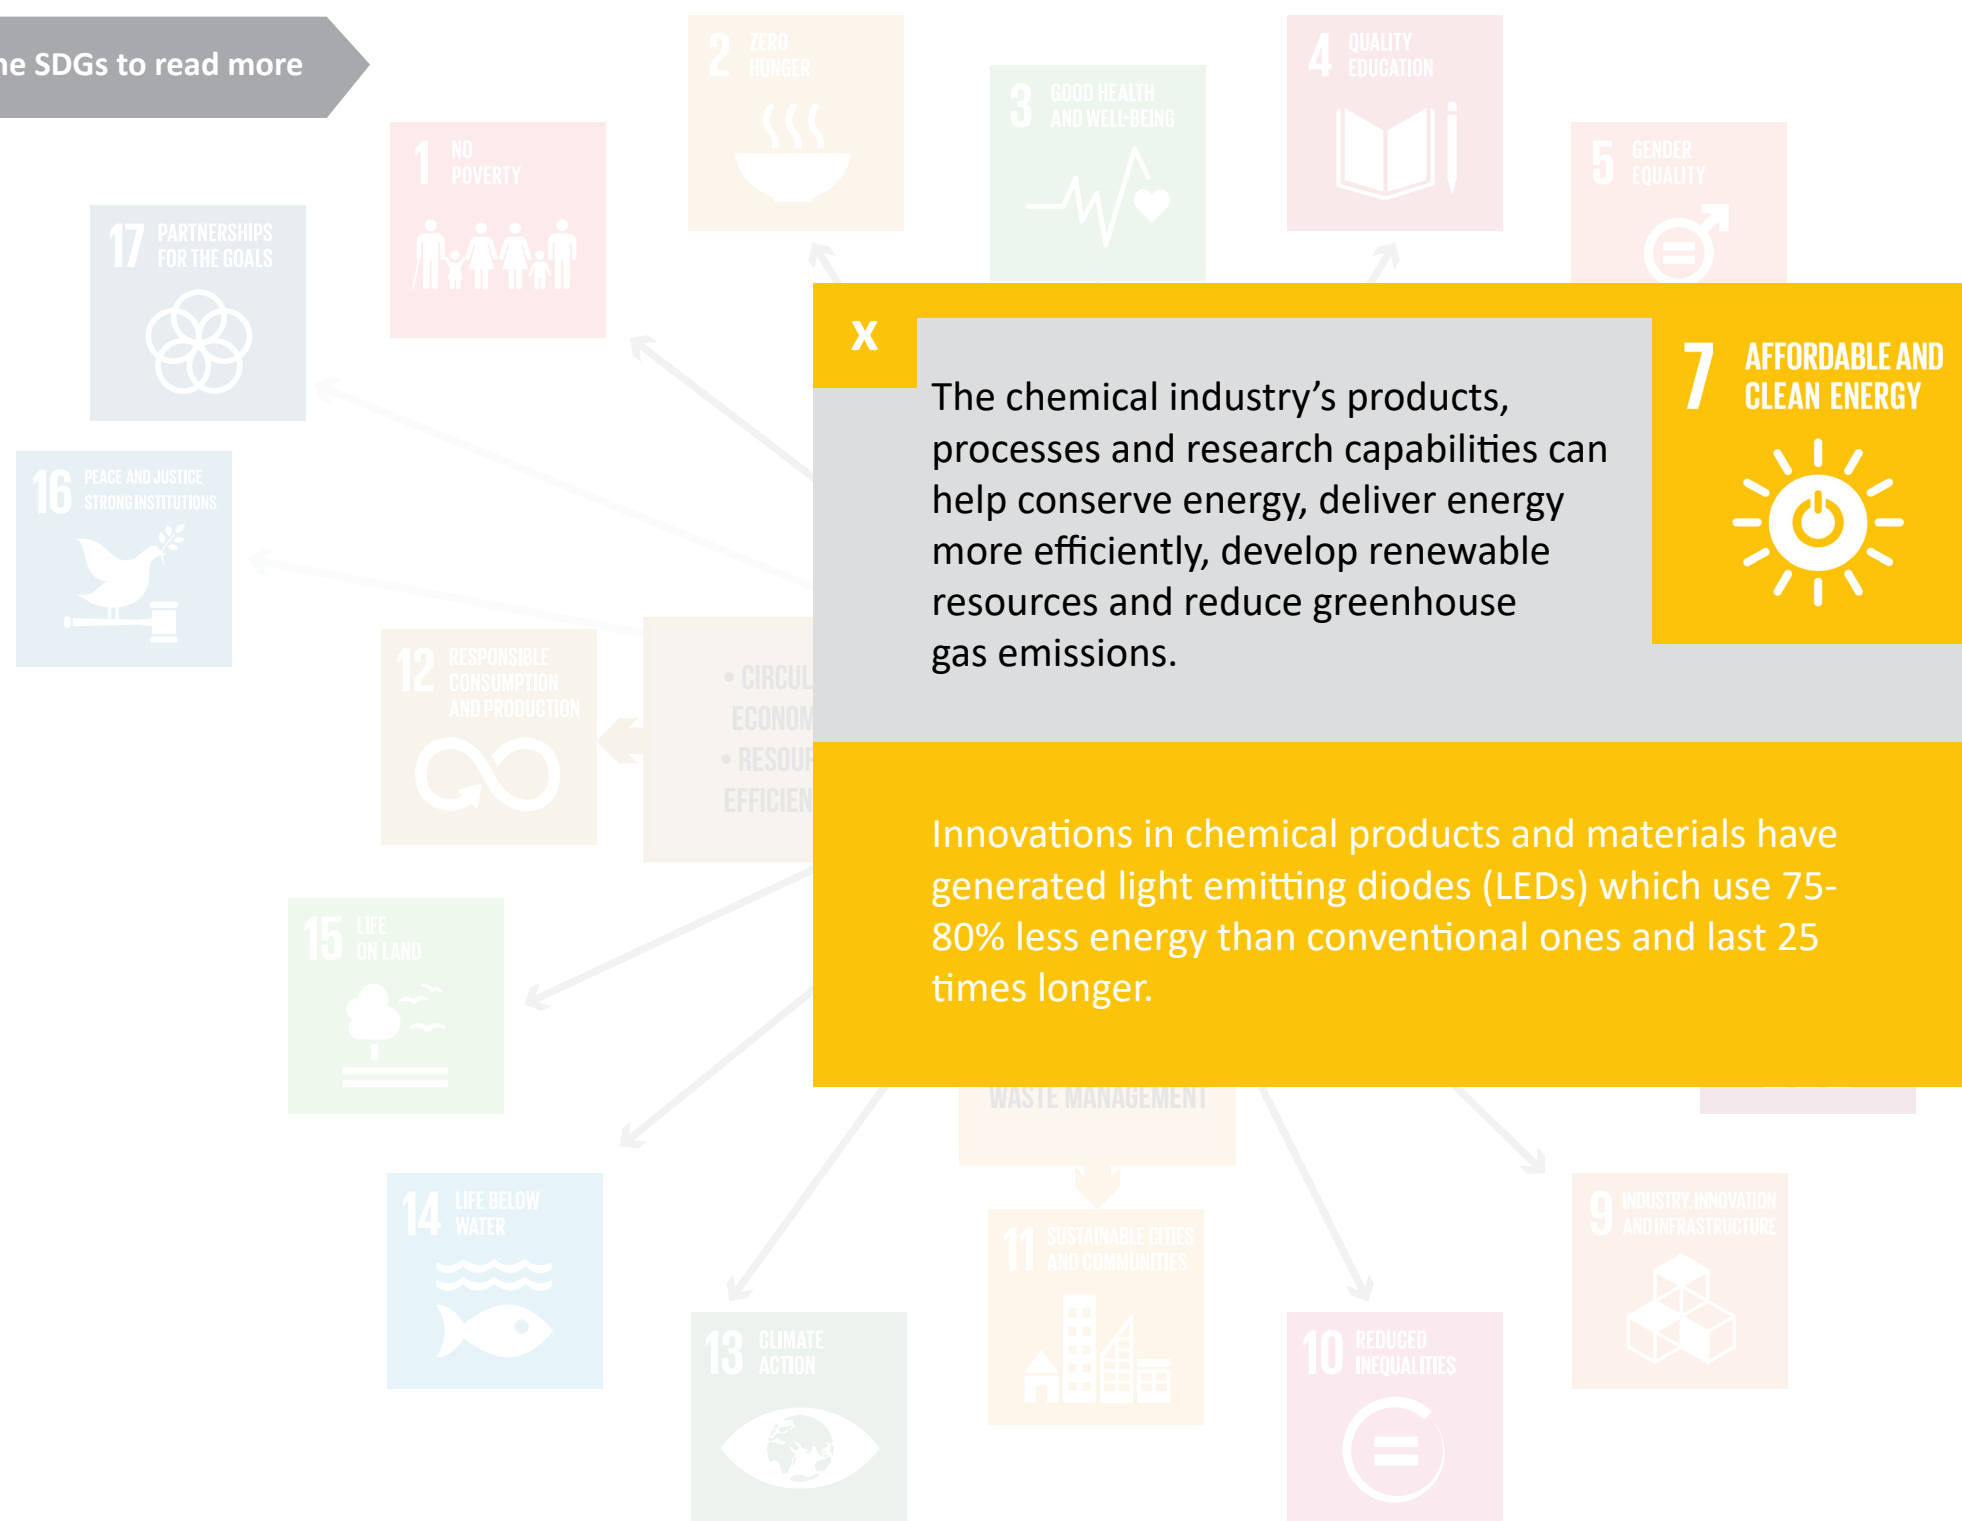 he SDGs to read more
2 ZERO
HUNGER
4 QUALITY
EDUCATION
3 GOOD HEALTH
AND WELL-BEING
1 NO
POVERTY
5 GENDER
EQUALITY
17 PARTNERSHIPS
FOR THE GOALS
16 PEACE AND JUSTICE
STRONG INSTITUTIONS
x
7 AFFORDABLE AND
CLEAN ENERGY
The chemical industry’s products,
processes and research capabilities can
help conserve energy, deliver energy
more efficiently, develop renewable
resources and reduce greenhouse
gas emissions.
12 RESPONSIBLE
CONSUMPTION
AND PRODUCTION
• CIRCUL
ECONOM
• RESOUR
EFFICIEN
Innovations in chemical products and materials have
generated light emitting diodes (LEDs) which use 75-
80% less energy than conventional ones and last 25
times longer.
15 LIFE
ON LAND
WASTE MANAGEMENT
14 LIFE BELOW
WATER
11 SUSTAINABLE CITIES
AND COMMUNITIES
9 INDUSTRY, INNOVATION
AND INFRASTRUCTURE
13 CLIMATE
ACTION
10 REDUCED
INEQUALITIES